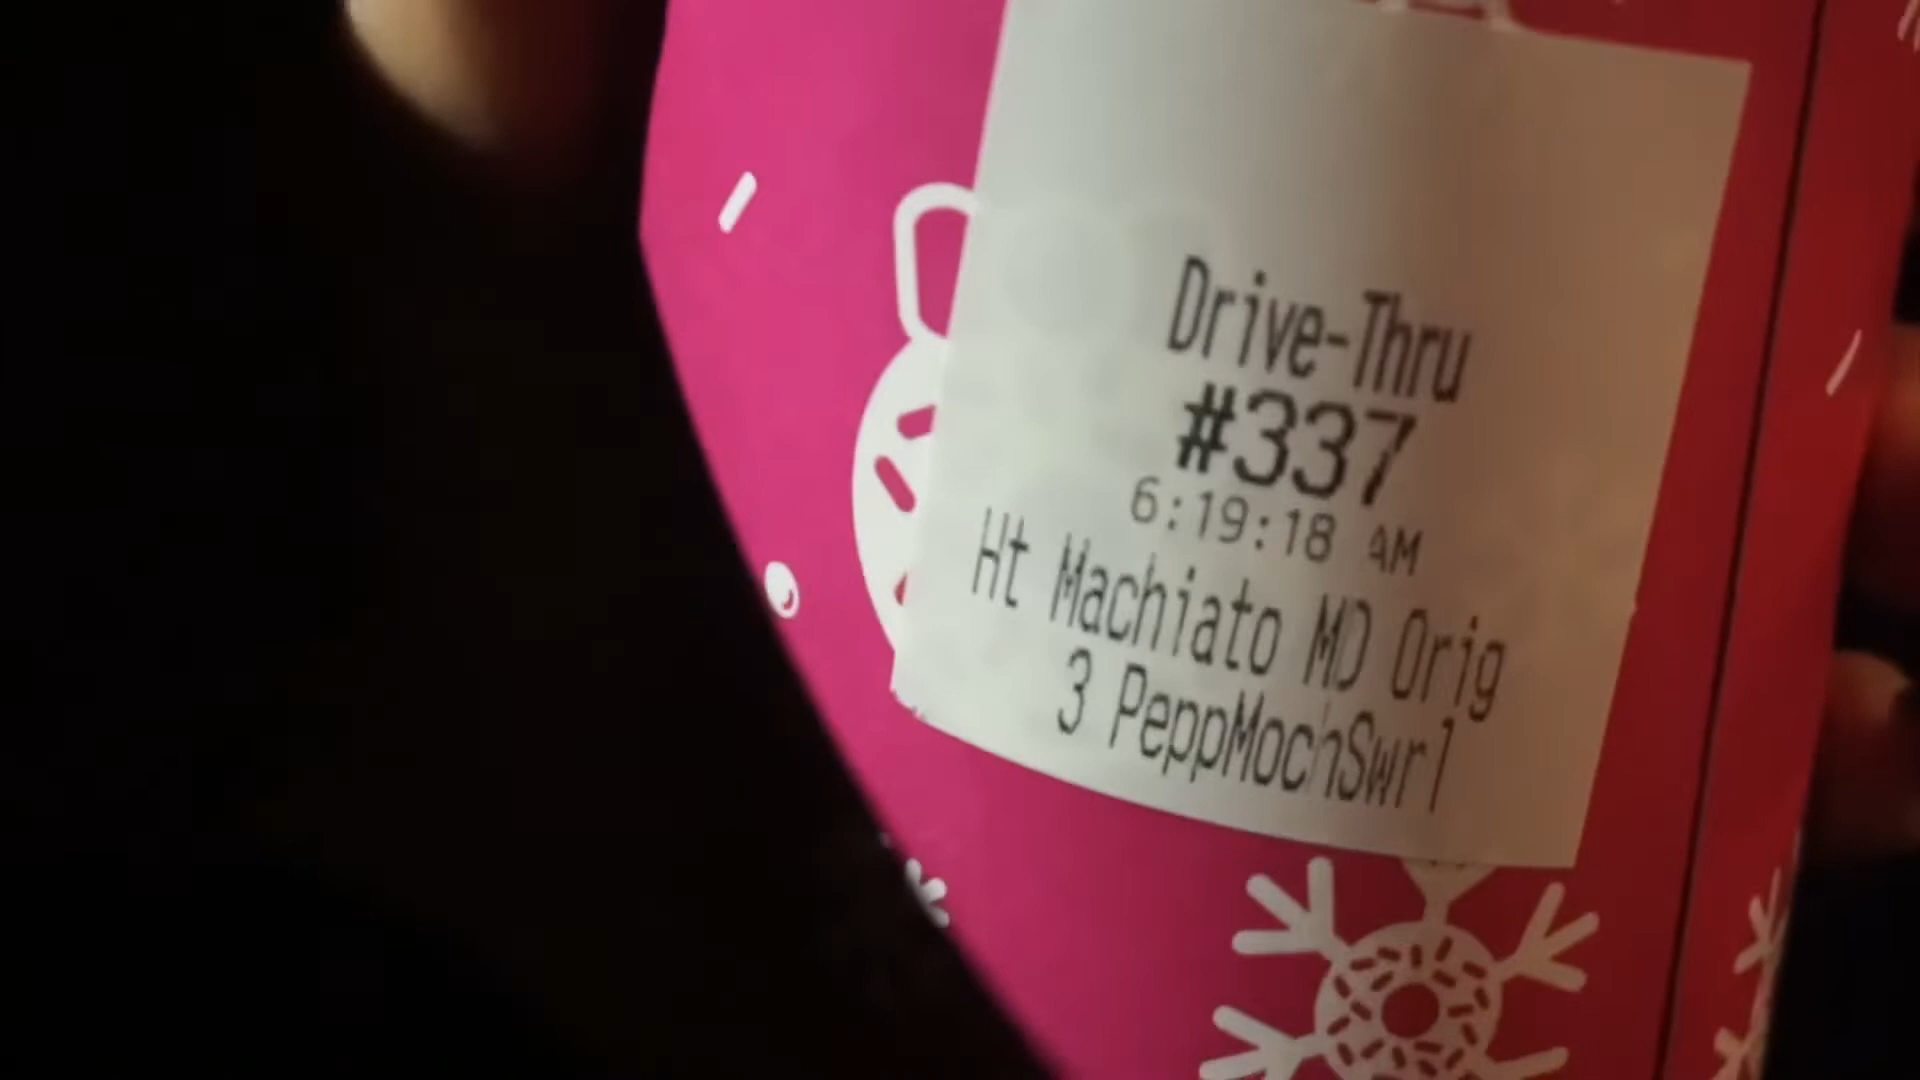 Drive-Thru
#337
6:19:18 AM
Ht Machiato MD Orig
3 PeppMochSwrl